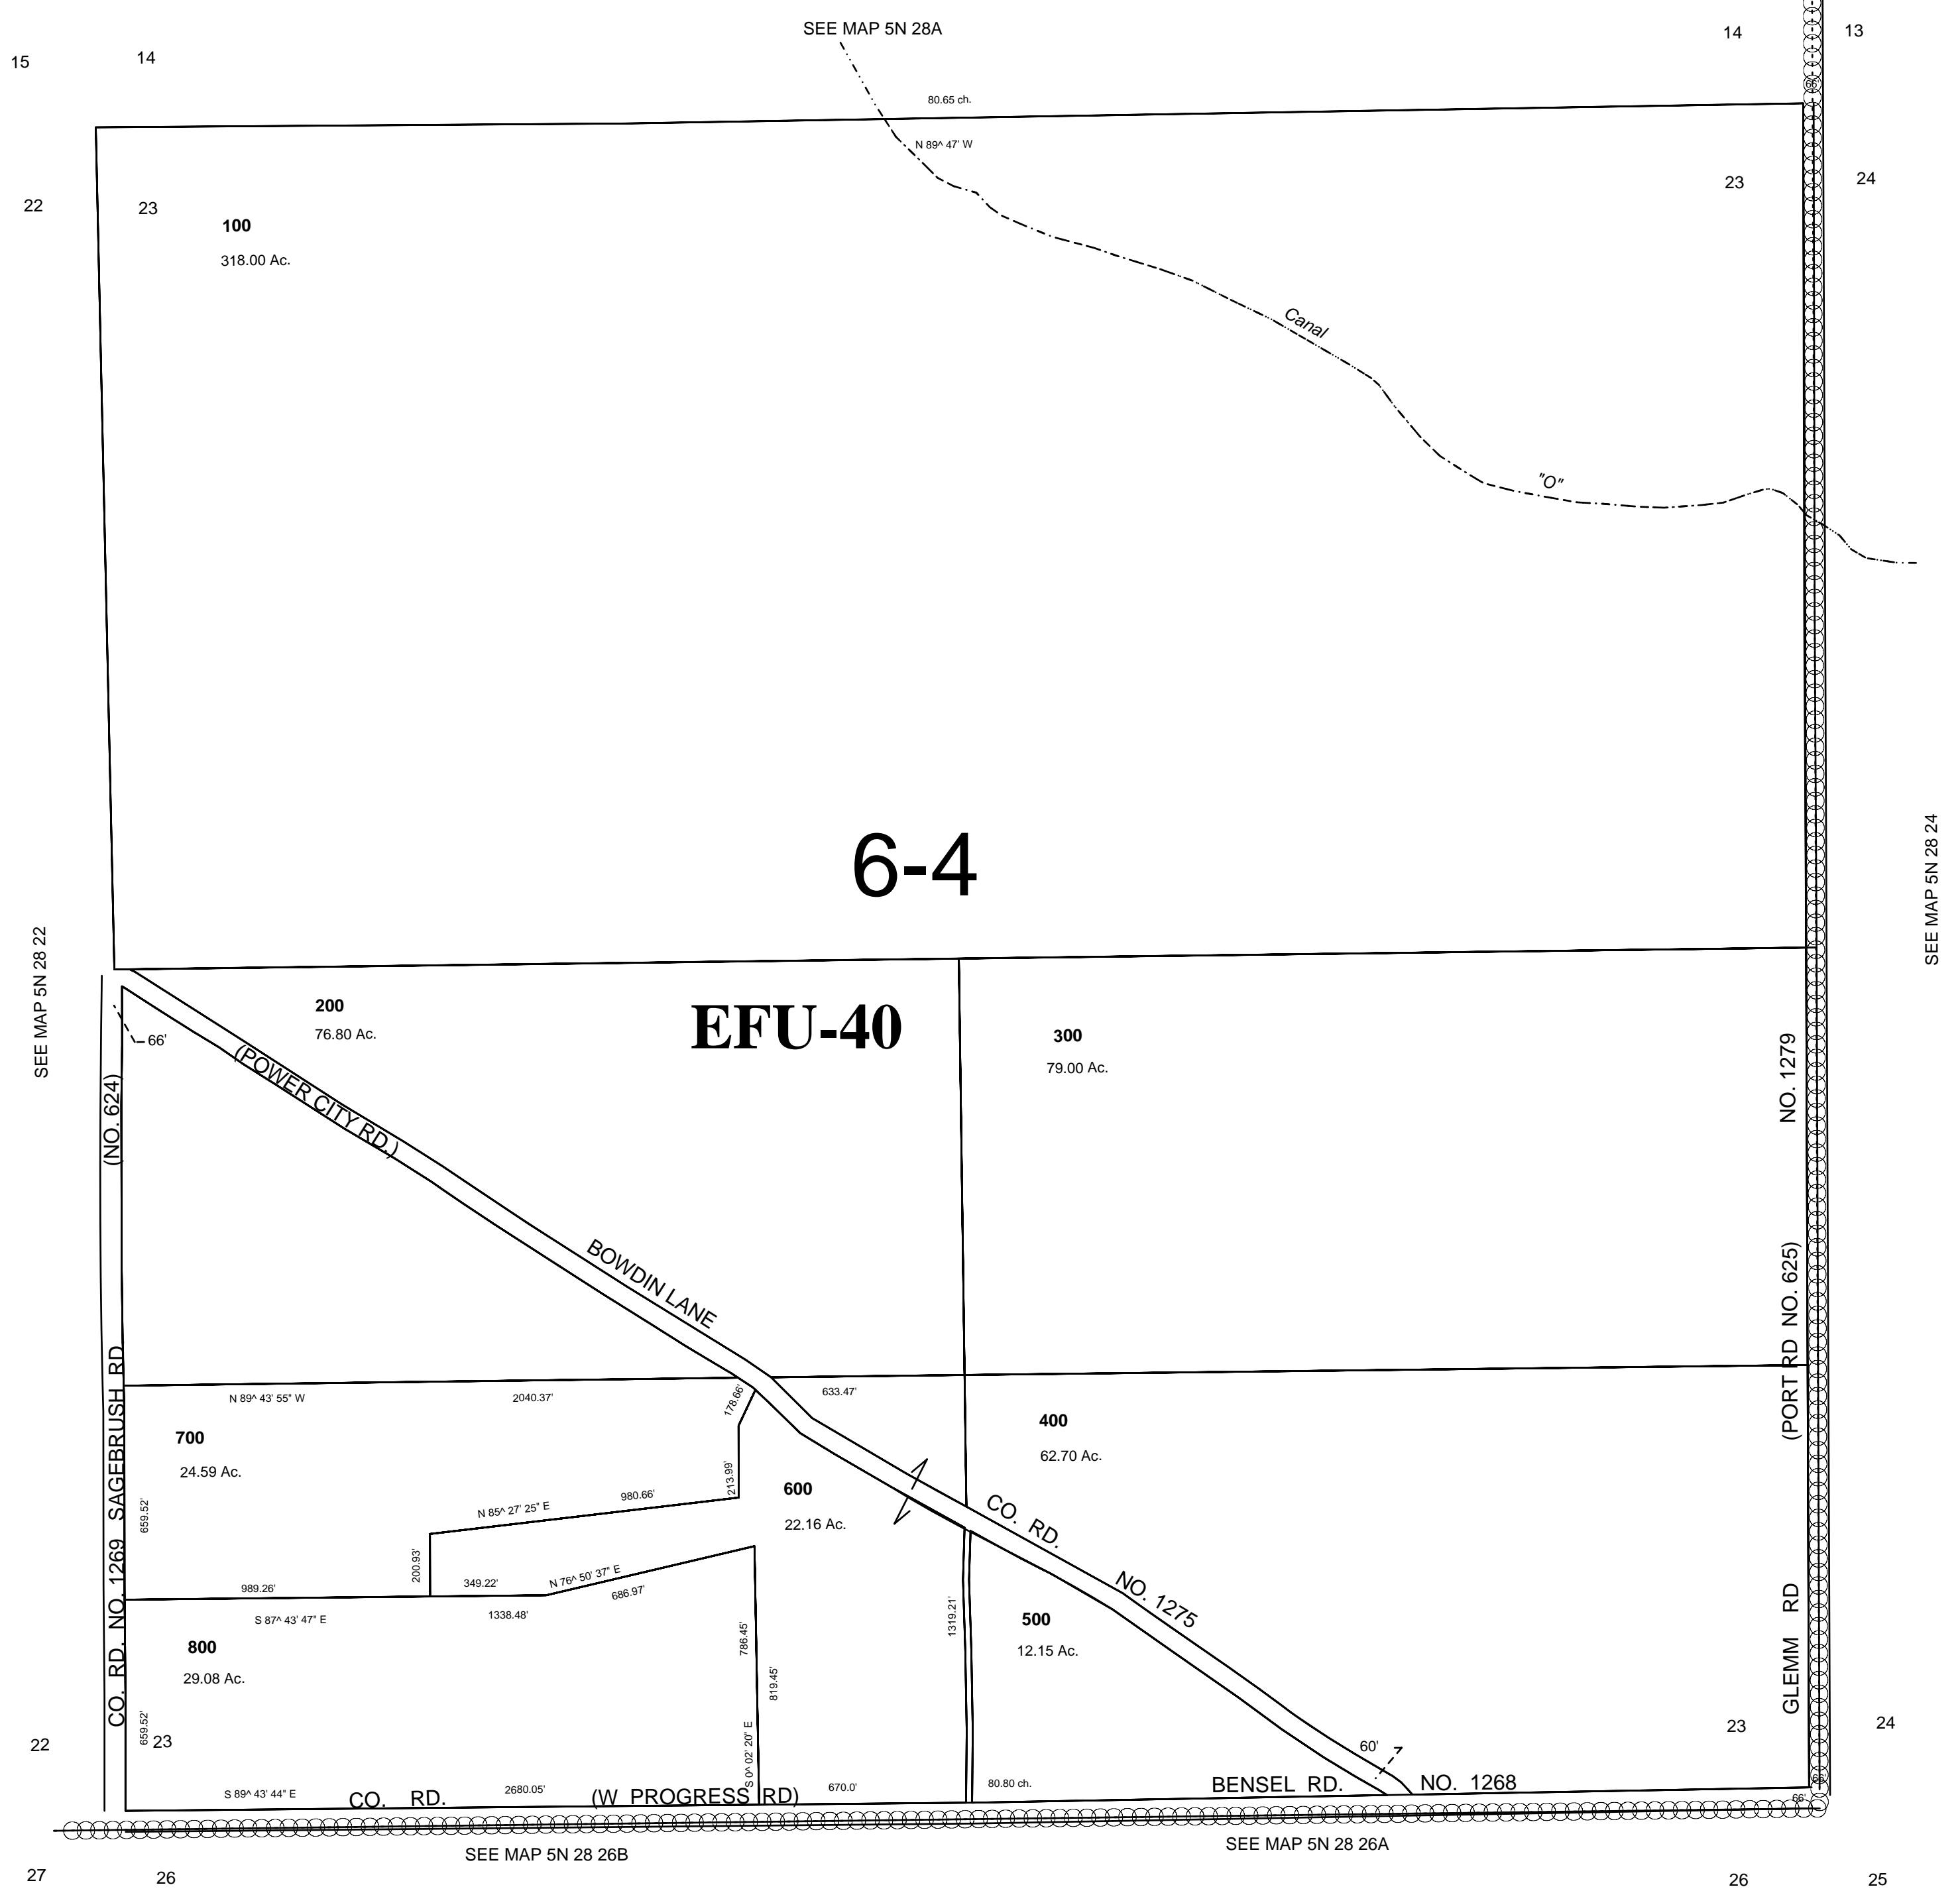 SEE MAP 5N 28A
14
13
15
14
66'
80.65 ch.
N 89^ 47' W
23
24
22
23
100
318.00 Ac.
Canal
"O"
6-4
SEE MAP 5N 28 24
SEE MAP 5N 28 22
200
76.80 Ac.
EFU-40
300
79.00 Ac.
66'
(NO. 624)
(POWER CITY RD.)
NO. 1279
BOWDIN LANE
(PORT RD NO. 625)
N 89^ 43' 55" W
2040.37'
178.66'
633.47'
700
24.59 Ac.
400
62.70 Ac.
213.99'
600
22.16 Ac.
659.52'
N 85^ 27' 25" E
980.66'
CO. RD.
200.93'
989.26'
349.22'
N 76^ 50' 37" E
686.97'
NO. 1275
S 87^ 43' 47" E
1338.48'
1319.21'
500
12.15 Ac.
800
29.08 Ac.
786.45'
819.45'
CO. RD. NO. 1269 SAGEBRUSH RD
GLEMM RD
659.52'
22
23
23
24
S 0^ 02' 20" E
60'
S 89^ 43' 44" E
CO. RD.
2680.05'
(W PROGRESS RD)
670.0'
80.80 ch.
BENSEL RD.
NO. 1268
66'
66'
SEE MAP 5N 28 26B
SEE MAP 5N 28 26A
27
26
26
25